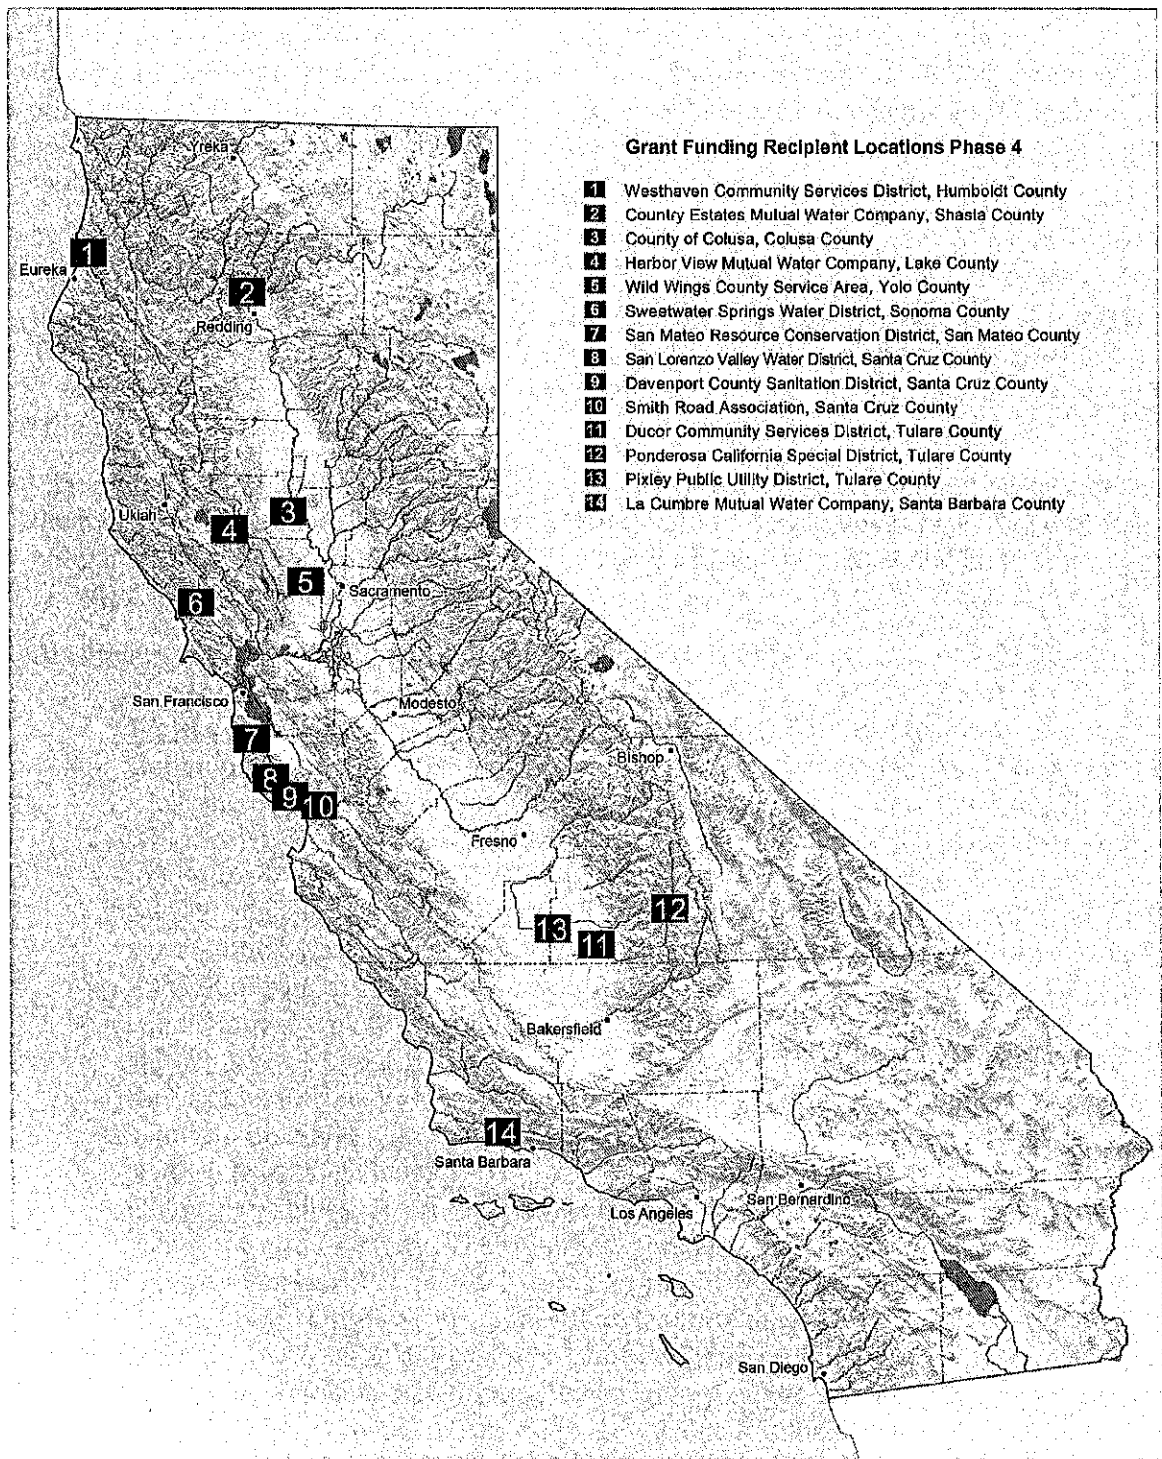 Grant Funding Recipient Locations Phase 4
1 Westhaven Community Services District, Humboldt County
2 Country Estates Mutual Water Company, Shasta County
3 County of Colusa, Colusa County
4 Harbor View Mutual Water Company, Lake County
5 Wild Wings County Service Area, Yolo County
6 Sweetwater Springs Water District, Sonoma County
7 San Mateo Resource Conservation District, San Mateo County
8 San Lorenzo Valley Water District, Santa Cruz County
9 Davenport County Sanitation District, Santa Cruz County
10 Smith Road Association, Santa Cruz County
11 Ducor Community Services District, Tulare County
12 Ponderosa California Special District, Tulare County
13 Pixley Public Utility District, Tulare County
14 La Cumbre Mutual Water Company, Santa Barbara County
Yreka
1
Eureka
2
Redding
Ukiah
3
4
5
Sacramento
6
San Francisco
Modesto
7
Bishop
8
9
10
Fresno
12
13
11
Bakersfield
14
Santa Barbara
San Bernardino
Los Angeles
San Diego